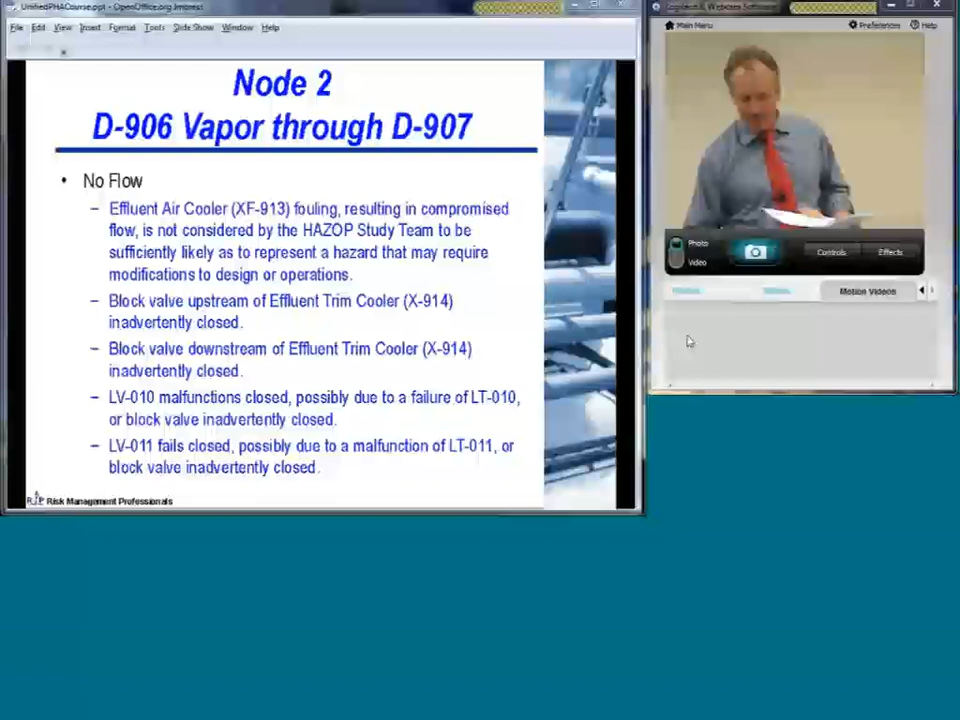 UnifiedPHACourse.ppt - OpenOffice.org Impress
File Edit View Insert Format Tools Slide Show Window Help
Node 2
D-906 Vapor through D-907
• No Flow
– Effluent Air Cooler (XF-913) fouling, resulting in compromised
flow, is not considered by the HAZOP Study Team to be
sufficiently likely as to represent a hazard that may require
modifications to design or operations.
– Block valve upstream of Effluent Trim Cooler (X-914)
inadvertently closed.
– Block valve downstream of Effluent Trim Cooler (X-914)
inadvertently closed.
– LV-010 malfunctions closed, possibly due to a failure of LT-010,
or block valve inadvertently closed.
– LV-011 fails closed, possibly due to a malfunction of LT-011, or
block valve inadvertently closed.
Risk Management Professionals
Main Menu Preferences Help
Photo
Video
Controls Effects
Motion Videos